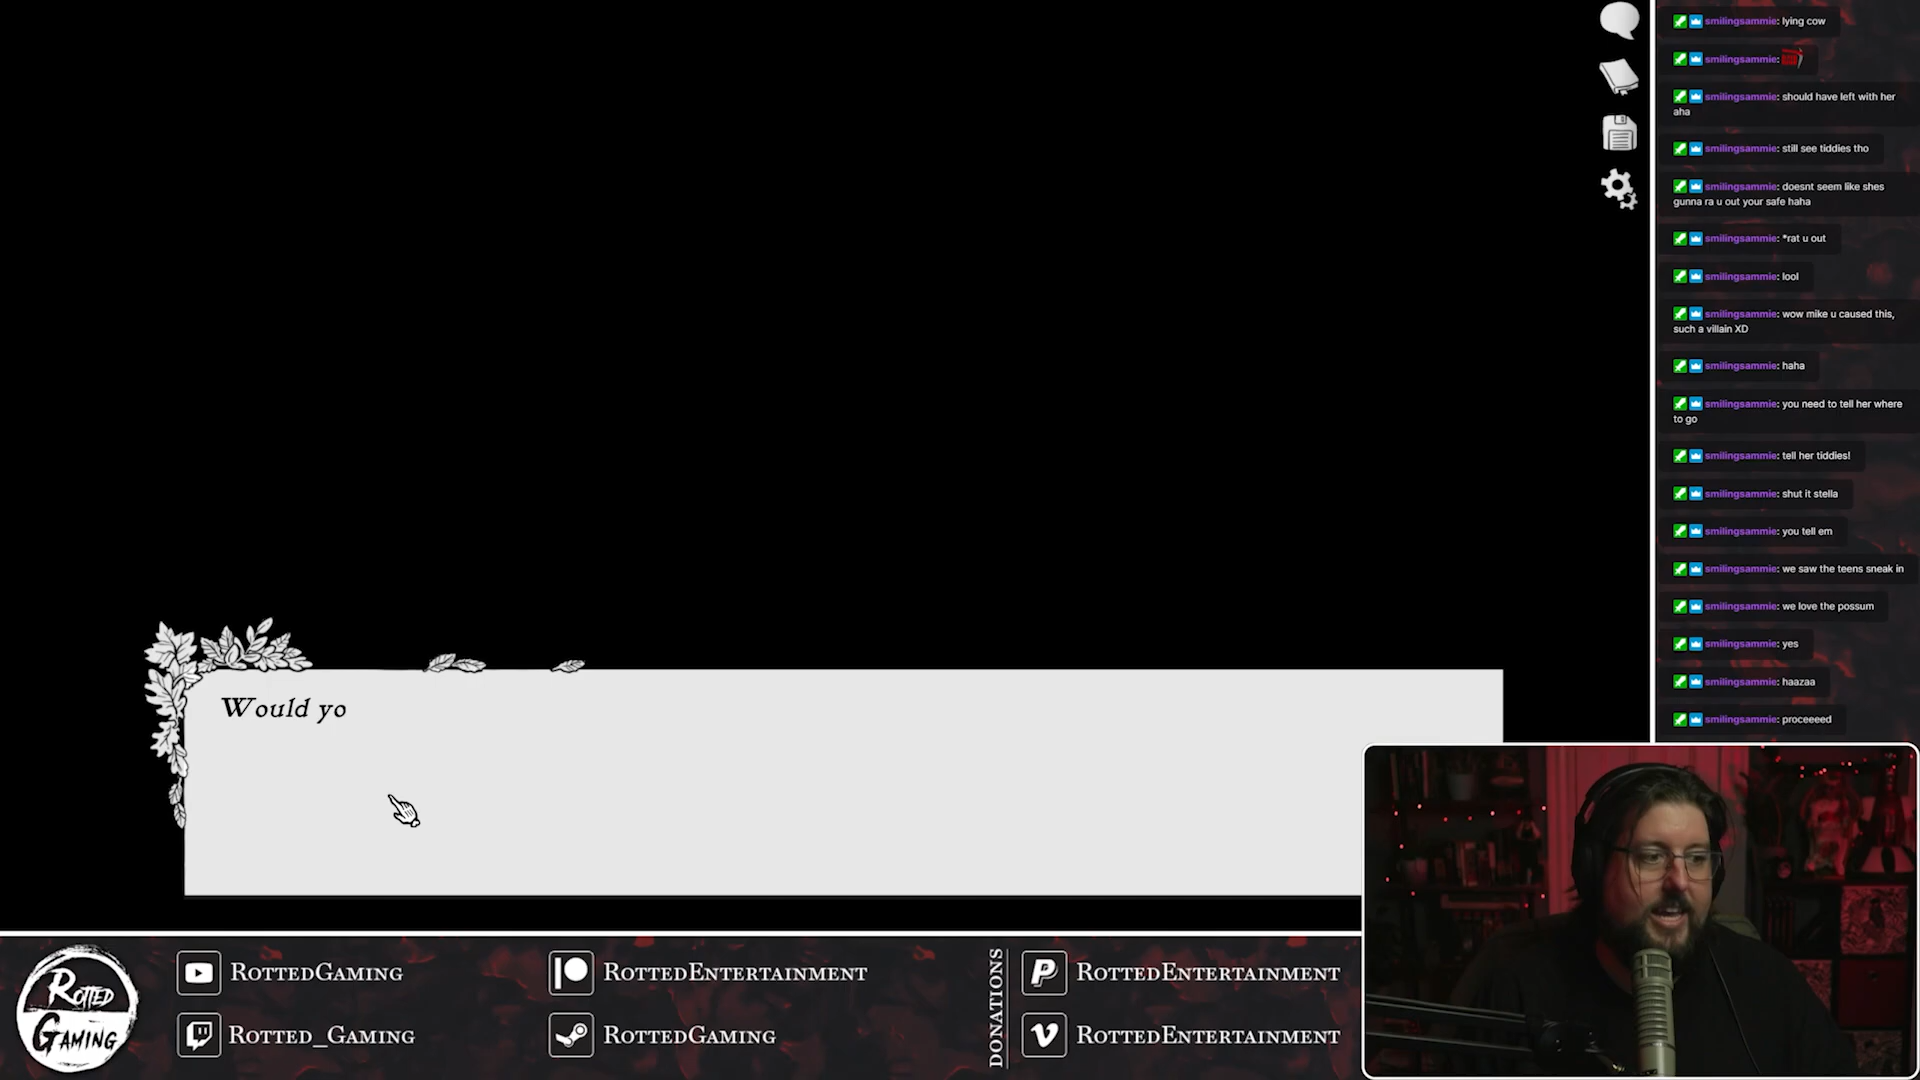 smilingsammie: lying cow
smilingsammie:
smilingsammie: should have left with her
aha
smilingsammie: still see tiddies tho
smilingsammie: doesnt seem like shes
gunna ra u out your safe haha
smilingsammie: *rat u out
smilingsammie: lool
smilingsammie: wow mike u caused this,
such a villain XD
smilingsammie: haha
smilingsammie: you need to tell her where
to go
smilingsammie: tell her tiddies!
smilingsammie: shut it stella
smilingsammie: you tell em
smilingsammie: we saw the teens sneak in
smilingsammie: we love the possum
smilingsammie: yes
smilingsammie: haazaa
smilingsammie: proceeeed
Would yo
Rotted
Gaming
RottedGaming
Rotted_Gaming
RottedEntertainment
RottedGaming
DONATIONS
RottedEntertainment
RottedEntertainment